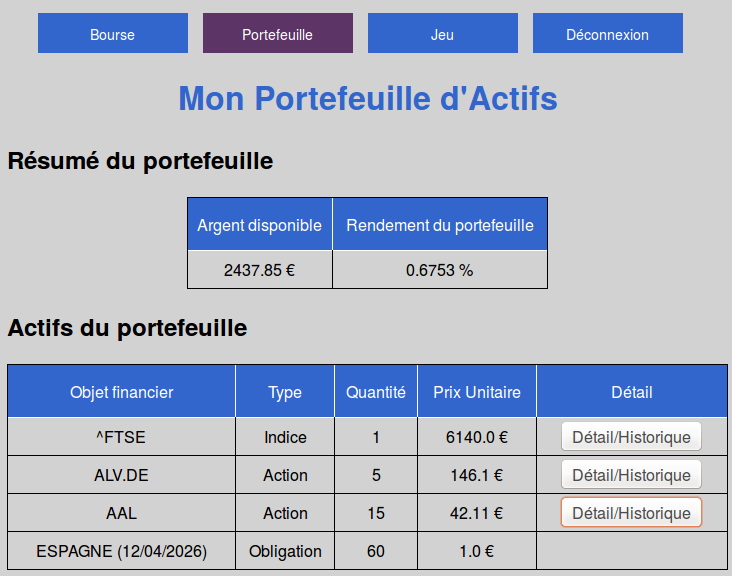 Bourse Portefeuille Jeu Déconnexion
Mon Portefeuille d'Actifs
Résumé du portefeuille
Argent disponible Rendement du portefeuille
2437.85 € 0.6753 %
Actifs du portefeuille
Objet financier Type Quantité Prix Unitaire Détail
^FTSE Indice 1 6140.0 € Détail/Historique
ALV.DE Action 5 146.1 € Détail/Historique
AAL Action 15 42.11 € Détail/Historique
ESPAGNE (12/04/2026) Obligation 60 1.0 €